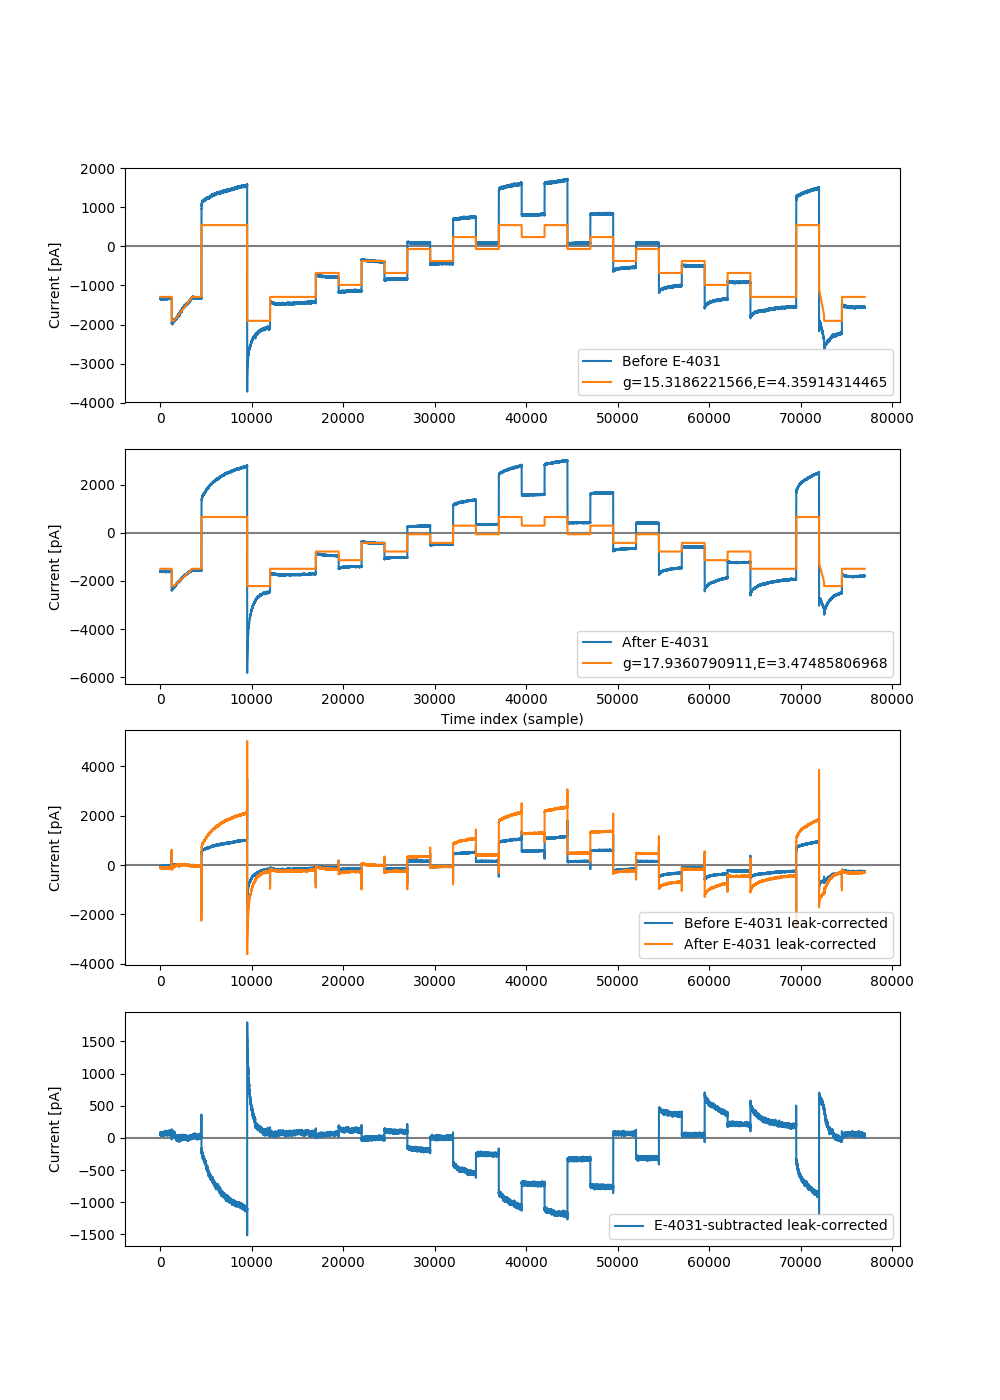 2000
1000
0
−1000
−2000
−3000
−4000
Current [pA]
Before E-4031
g=15.3186221566,E=4.35914314465
0 10000 20000 30000 40000 50000 60000 70000 80000
2000
0
−2000
−4000
−6000
Current [pA]
After E-4031
g=17.9360790911,E=3.47485806968
0 10000 20000 30000 40000 50000 60000 70000 80000
Time index (sample)
4000
2000
0
−2000
−4000
Current [pA]
Before E-4031 leak-corrected
After E-4031 leak-corrected
0 10000 20000 30000 40000 50000 60000 70000 80000
1500
1000
500
0
−500
−1000
−1500
Current [pA]
E-4031-subtracted leak-corrected
0 10000 20000 30000 40000 50000 60000 70000 80000